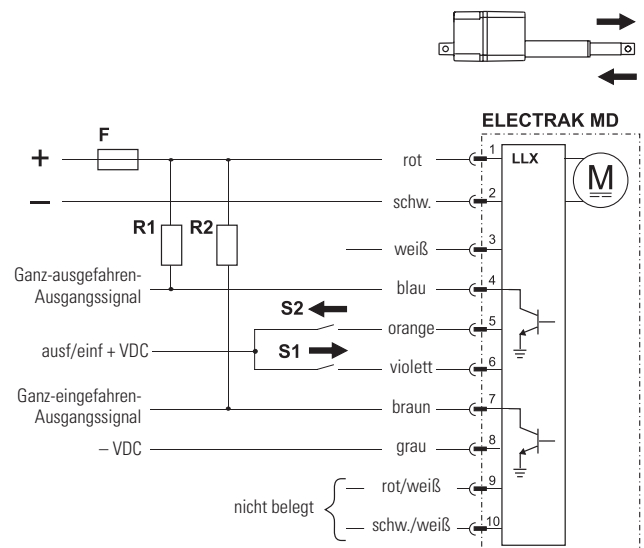 ELECTRAK MD
F
+ rot 1 LLX
M
– schw. 2
R1 R2
weiß 3
Ganz-ausgefahren-
Ausgangssignal
blau 4
S2
orange 5
ausf/einf + VDC
S1
violett 6
Ganz-eingefahren-
Ausgangssignal
braun 7
– VDC grau 8
rot/weiß 9
nicht belegt
schw./weiß 10